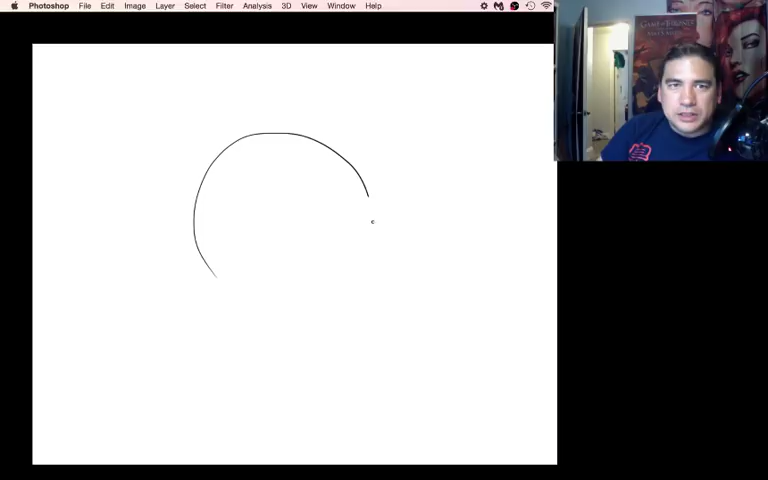 Photoshop File Edit Image Layer Select Filter Analysis 3D View Window Help
GAME OF THRONES